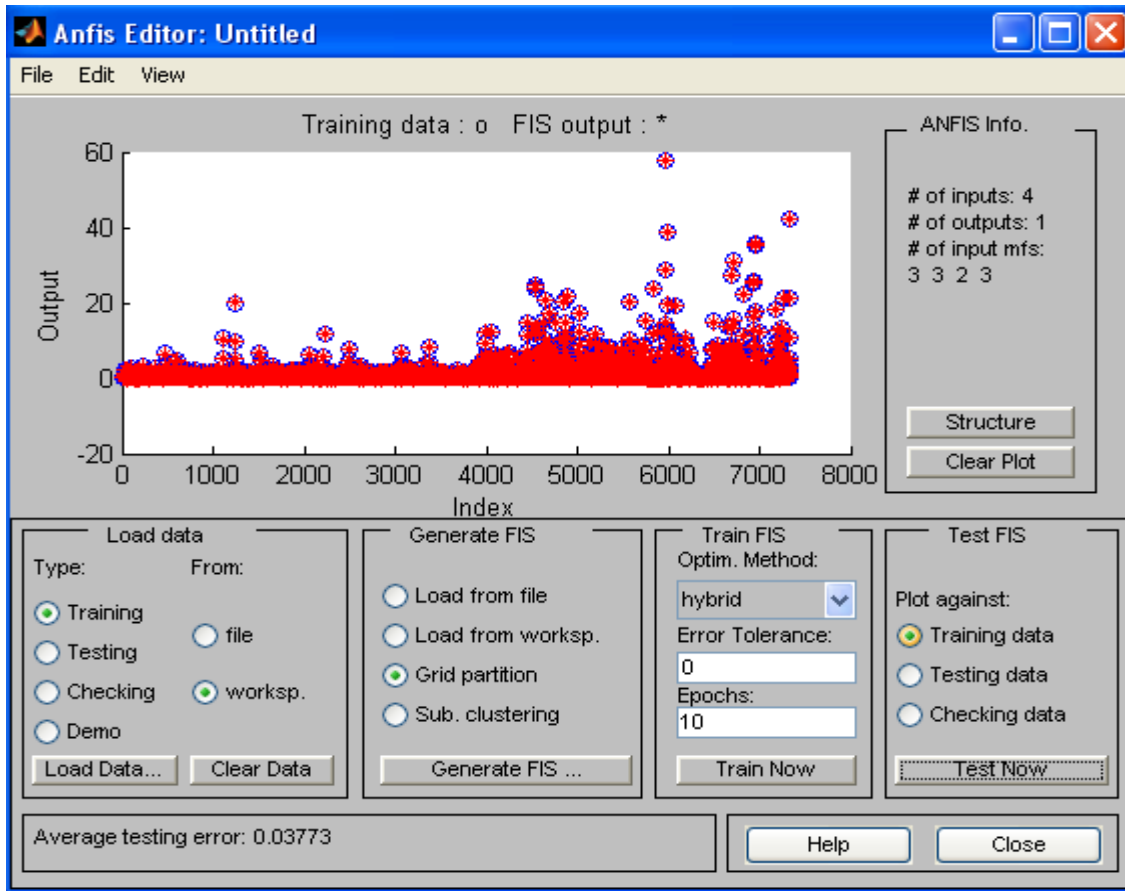 Anfis Editor: Untitled
File Edit View
Training data : o FIS output : *
60
40
20
0
-20
Output
0 1000 2000 3000 4000 5000 6000 7000 8000
Index
ANFIS Info.
# of inputs: 4
# of outputs: 1
# of input mfs:
3 3 2 3
Structure
Clear Plot
Load data
Type: From:
Training
Testing
Checking
Demo
file
worksp.
Load Data... Clear Data
Generate FIS
Load from file
Load from worksp.
Grid partition
Sub. clustering
Generate FIS ...
Train FIS
Optim. Method:
hybrid
Error Tolerance:
0
Epochs:
10
Train Now
Test FIS
Plot against:
Training data
Testing data
Checking data
Test Now
Average testing error: 0.03773
Help Close